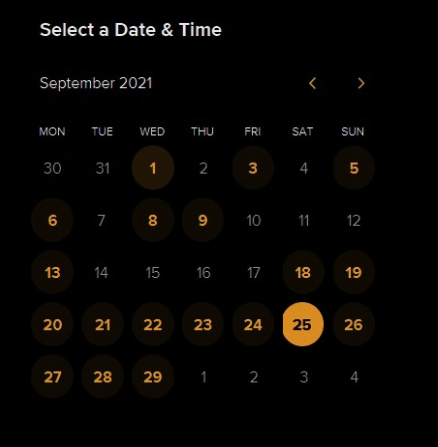 Select a Date & Time
September 2021
MON TUE WED THU FRI SAT SUN
30 31 1 2 3 4 5
6 7 8 9 10 11 12
13 14 15 16 17 18 19
20 21 22 23 24 25 26
27 28 29 1 2 3 4